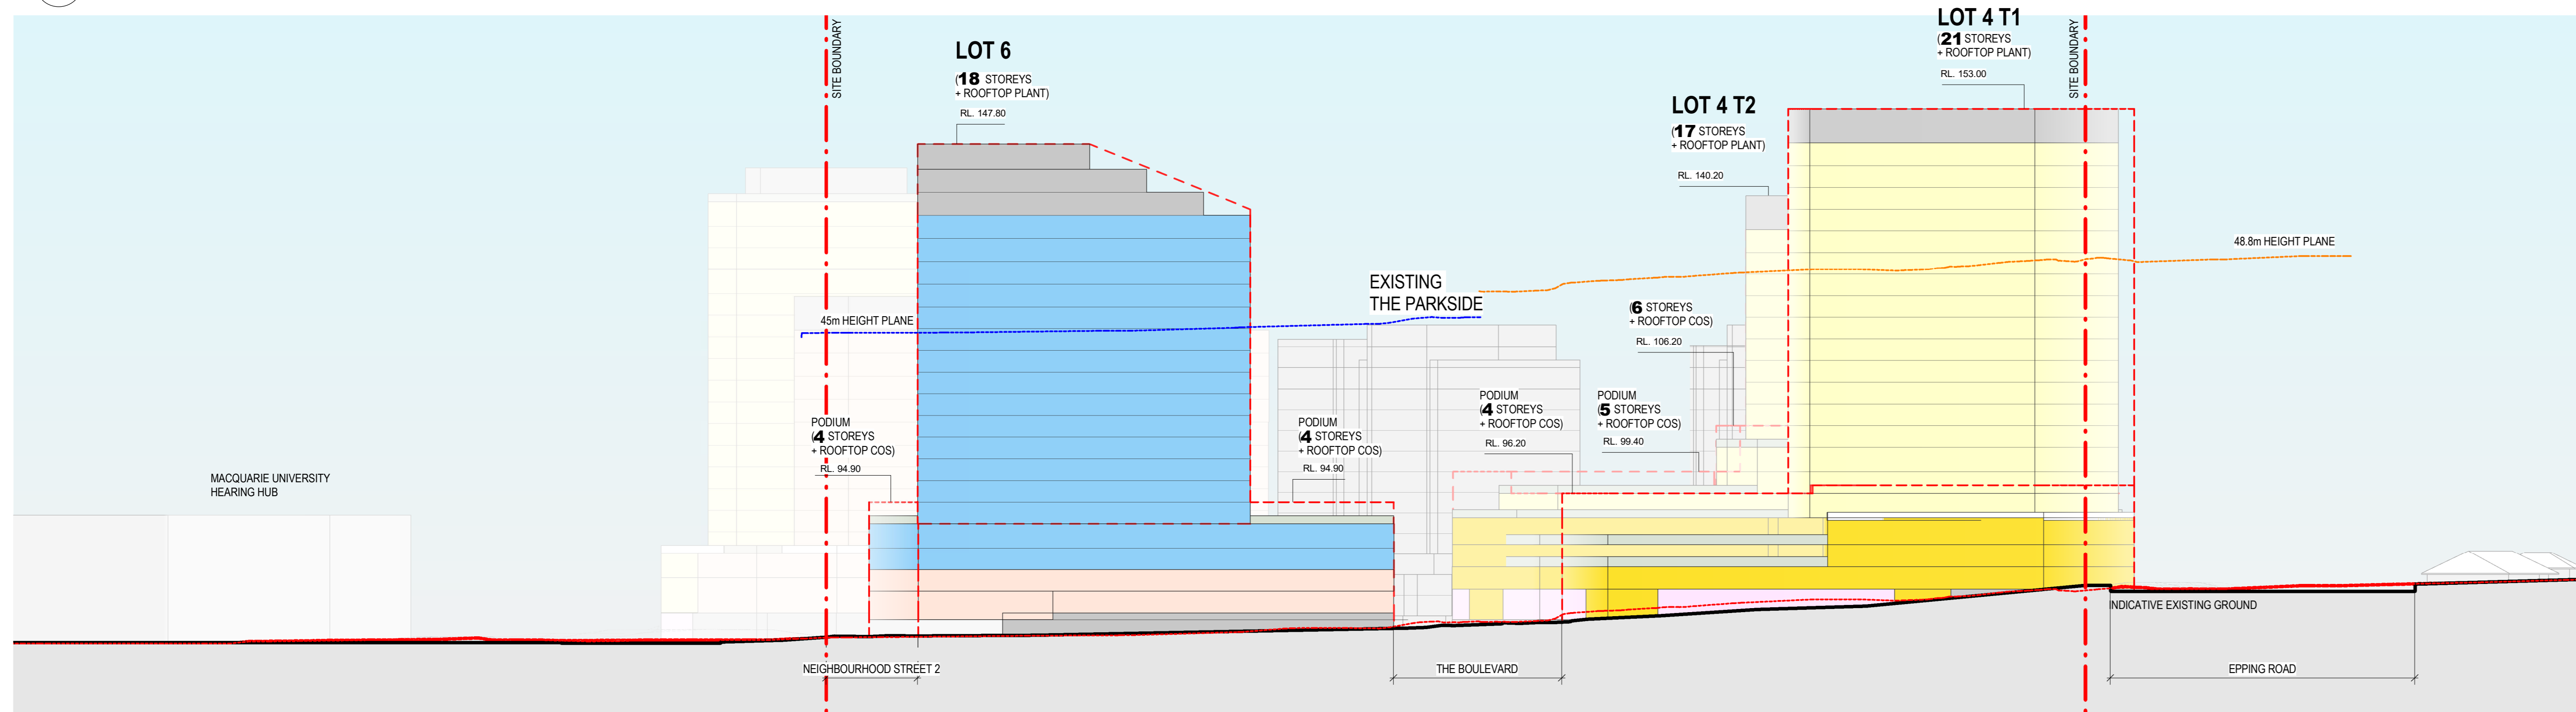 SITE BOUNDARY
LOT 6
(18 STOREYS
+ ROOFTOP PLANT)
RL. 147.80
LOT 4 T1
(21 STOREYS
+ ROOFTOP PLANT)
RL. 153.00
SITE BOUNDARY
LOT 4 T2
(17 STOREYS
+ ROOFTOP PLANT)
RL. 140.20
48.8m HEIGHT PLANE
EXISTING
THE PARKSIDE
45m HEIGHT PLANE
(6 STOREYS
+ ROOFTOP COS)
RL. 106.20
PODIUM
(4 STOREYS
+ ROOFTOP COS)
RL. 94.90
PODIUM
(4 STOREYS
+ ROOFTOP COS)
RL. 94.90
PODIUM
(4 STOREYS
+ ROOFTOP COS)
RL. 96.20
PODIUM
(5 STOREYS
+ ROOFTOP COS)
RL. 99.40
MACQUARIE UNIVERSITY
HEARING HUB
INDICATIVE EXISTING GROUND
NEIGHBOURHOOD STREET 2
THE BOULEVARD
EPPING ROAD